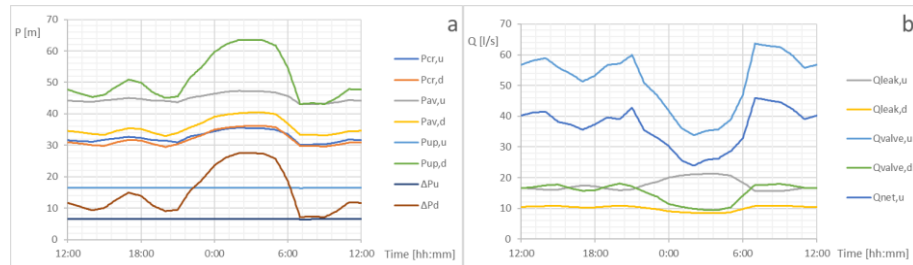 P [m]
a
70
60
50
40
30
20
10
0
12:00 18:00 0:00 6:00 12:00
Time [hh:mm]
Pcr,u
Pcr,d
Pav,u
Pav,d
Pup,u
Pup,d
ΔPu
ΔPd
Q [l/s]
b
70
60
50
40
30
20
10
0
12:00 18:00 0:00 6:00 12:00
Time [hh:mm]
Qleak,u
Qleak,d
Qvalve,u
Qvalve,d
Qnet,u